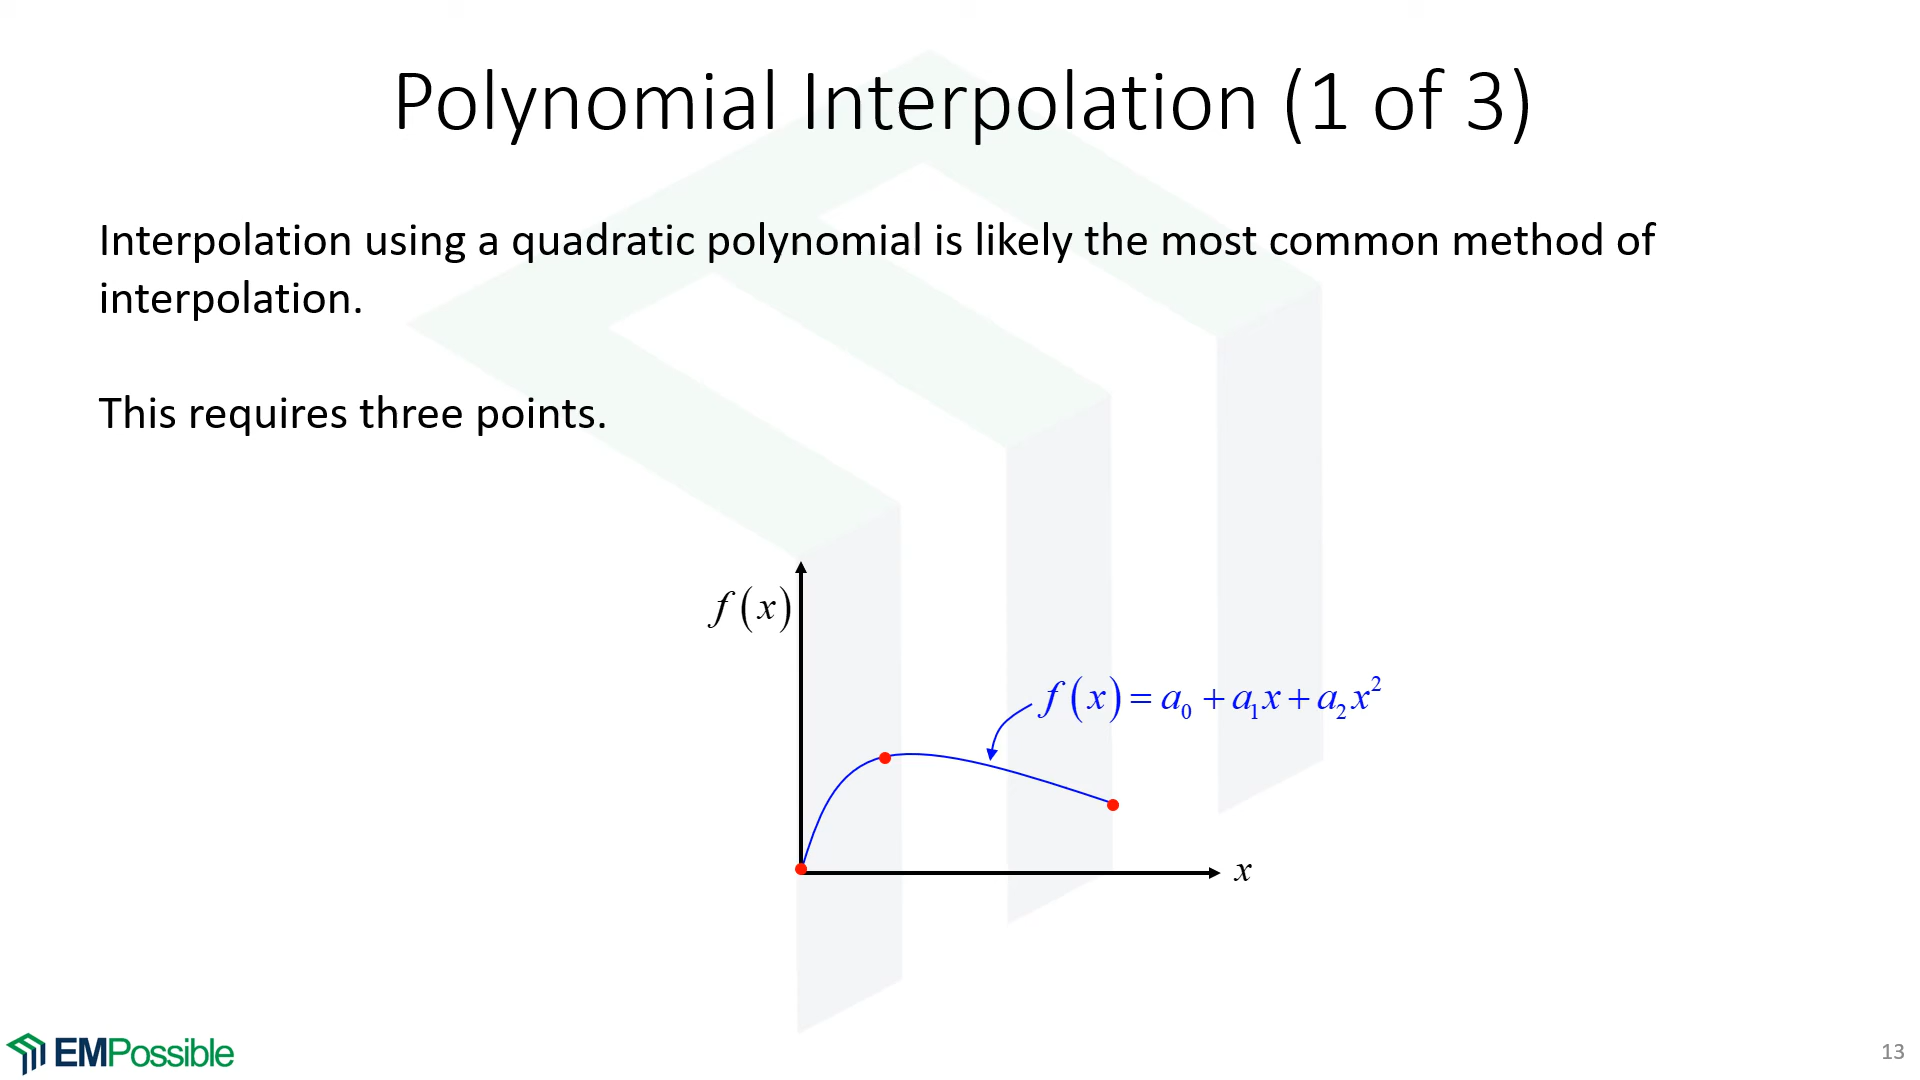 Polynomial Interpolation (1 of 3)
Interpolation using a quadratic polynomial is likely the most common method of
interpolation.
This requires three points.
f(x)
f(x) = a₀ + a₁x + a₂x²
x
EMPossible
13